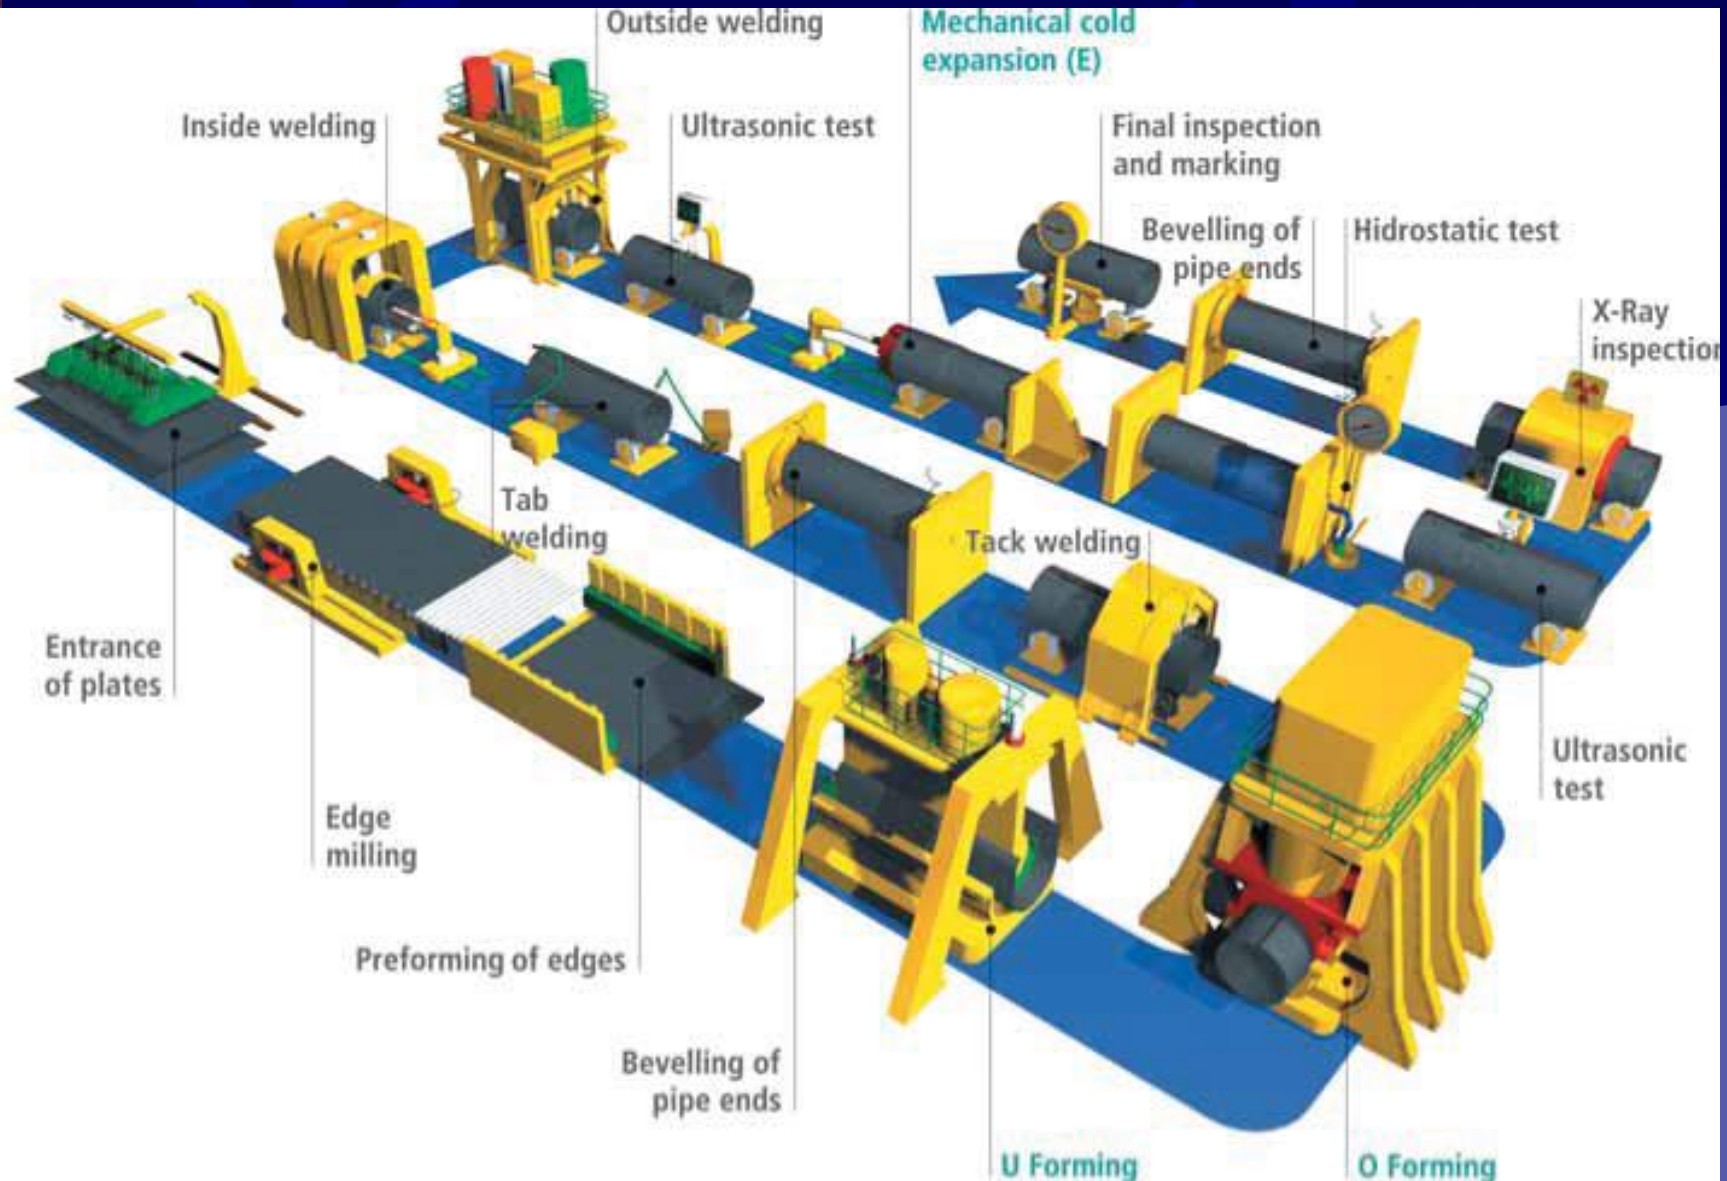 Outside welding
Mechanical cold
expansion (E)
Inside welding
Ultrasonic test
Final inspection
and marking
Bevelling of
pipe ends
Hidrostatic test
X-Ray
inspection
Tab
welding
Tack welding
Entrance
of plates
Edge
milling
Ultrasonic
test
Preforming of edges
Bevelling of
pipe ends
U Forming
O Forming